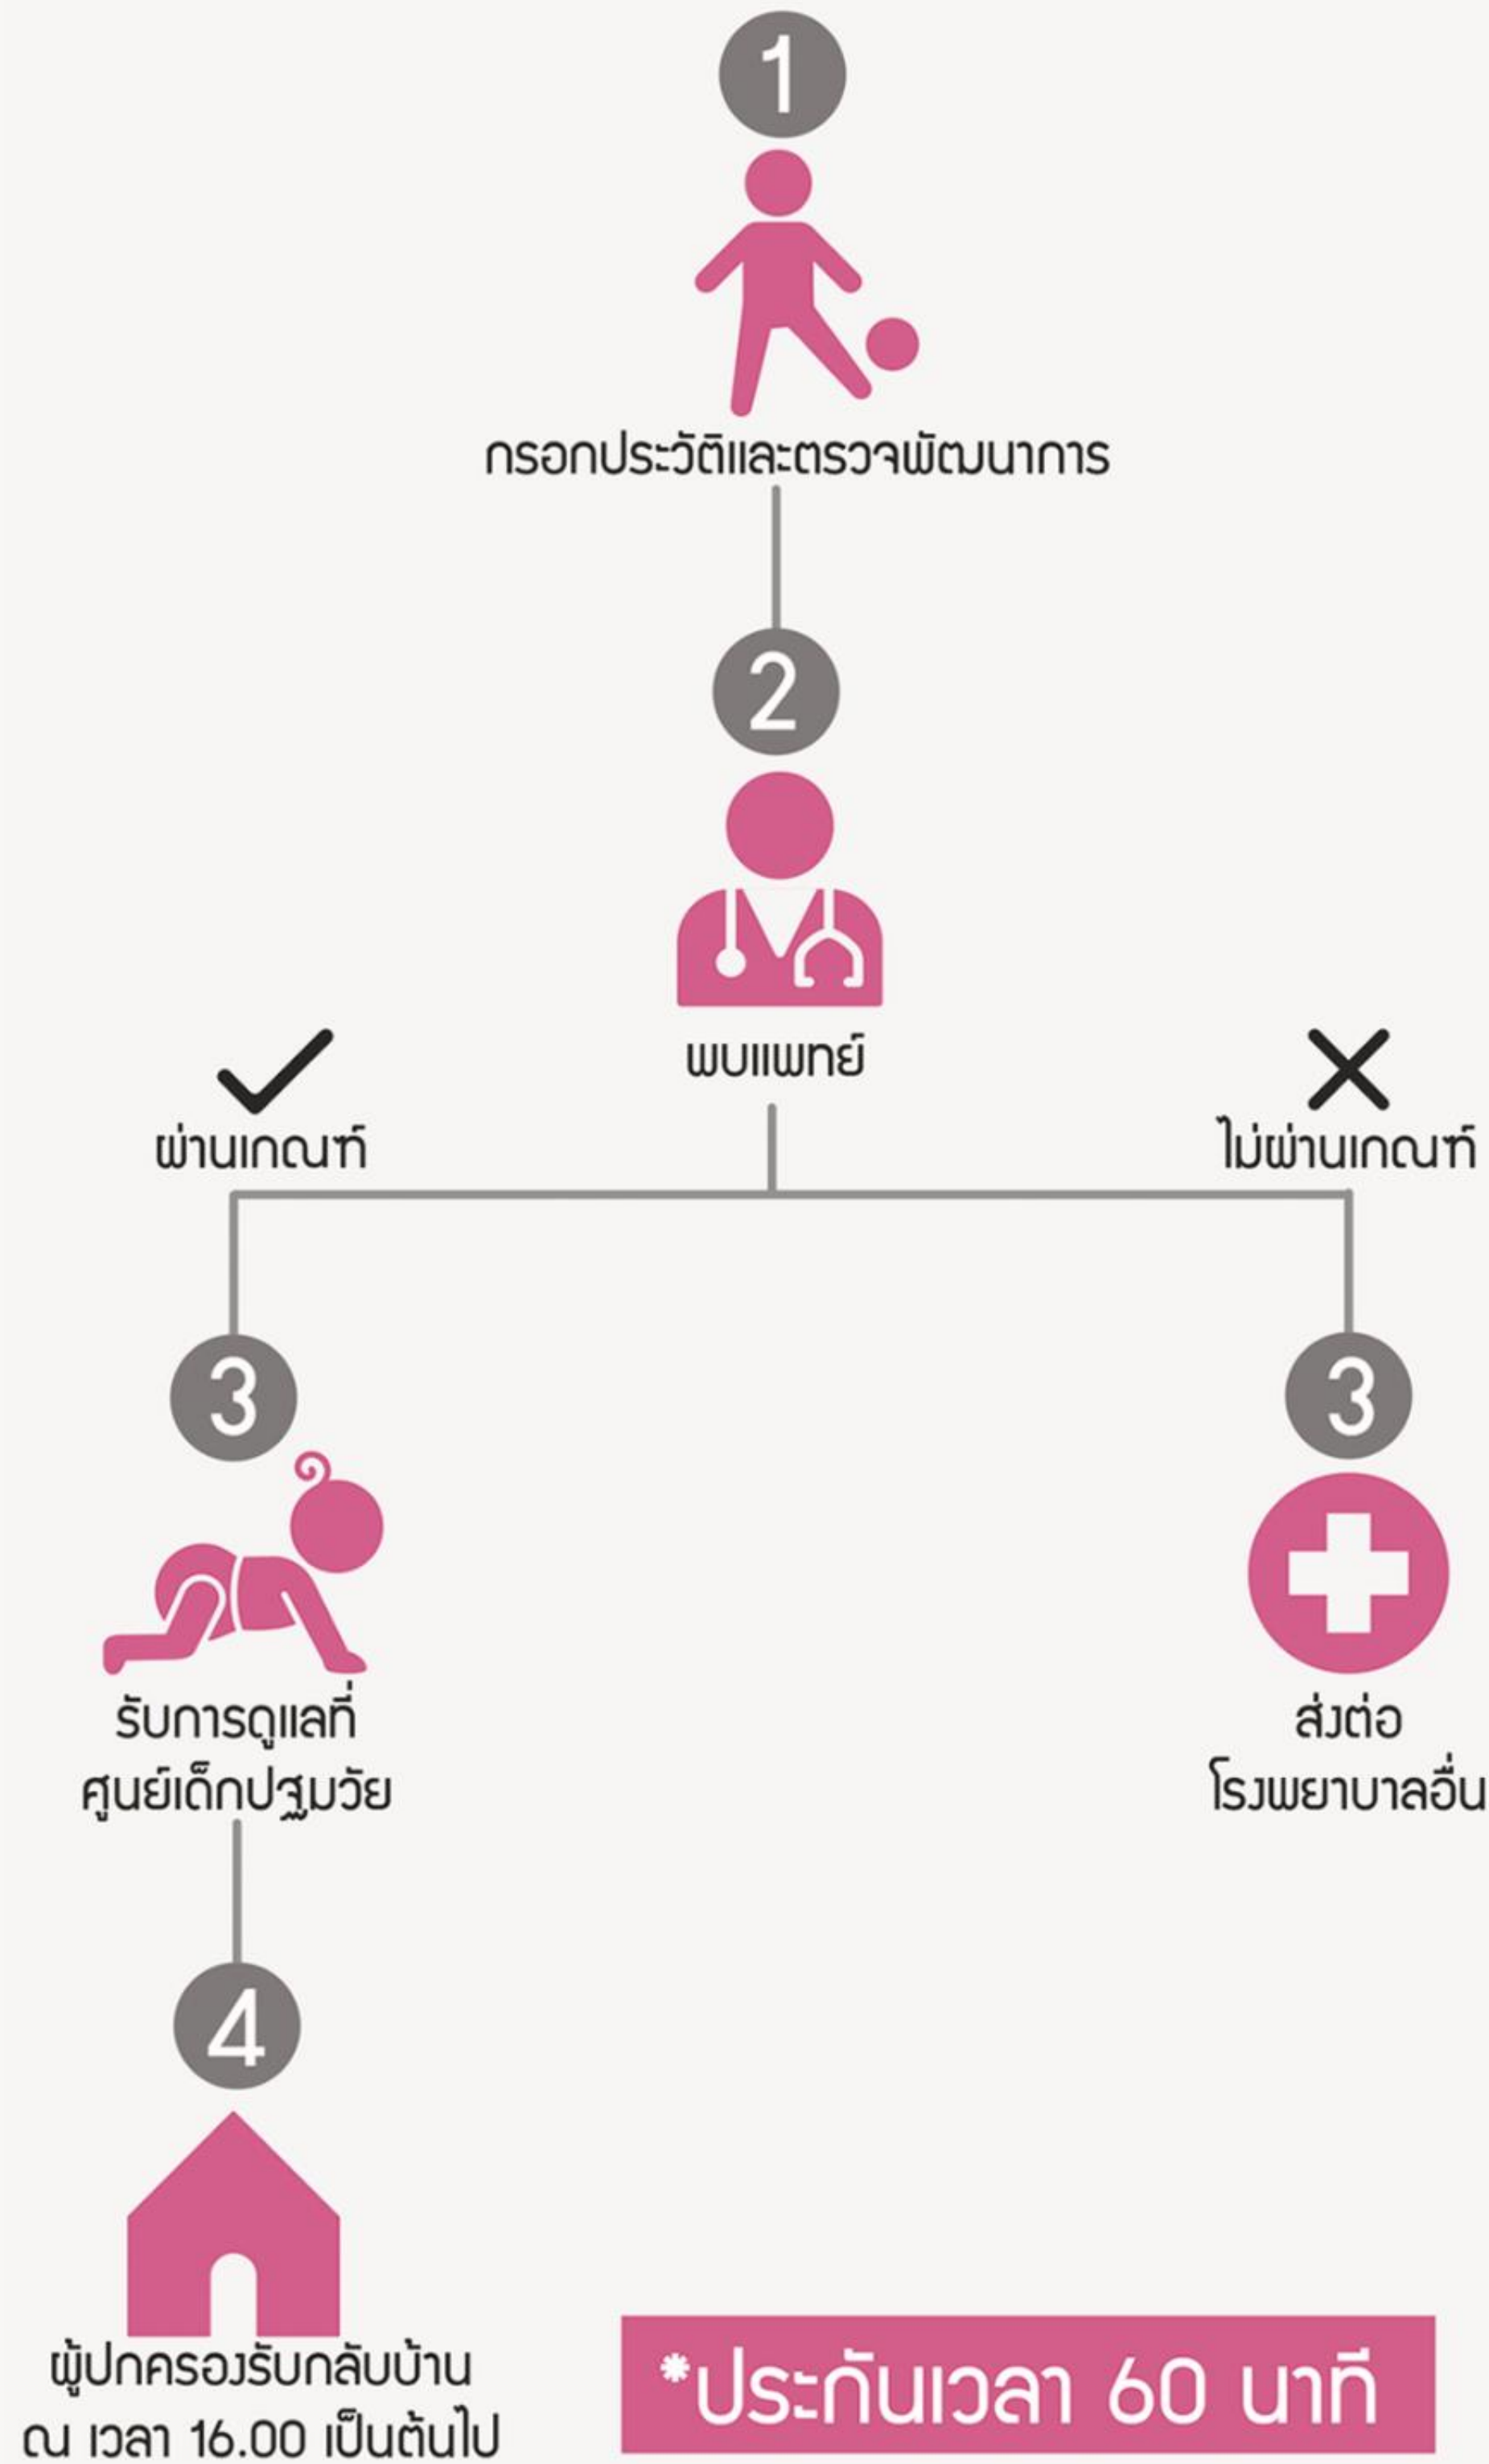 1
กรอกประวัติและตรวจพัฒนาการ
2
พบแพทย์
ผ่านเกณฑ์
ไม่ผ่านเกณฑ์
3
รับการดูแลที่
ศูนย์เด็กปฐมวัย
3
ส่งต่อ
โรงพยาบาลอื่น
4
ผู้ปกครองรับกลับบ้าน
ณ เวลา 16.00 เป็นต้นไป
*ประกันเวลา 60 นาที